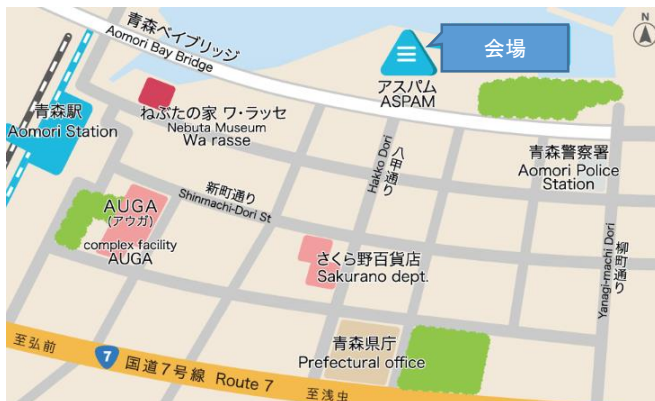 N
会場
青森ベイブリッジ
Aomori Bay Bridge
アスパム
ASPAM
青森駅
Aomori Station
ねぶたの家 ワ・ラッセ
Nebuta Museum
Wa rasse
八甲通り
Hakko Dori
青森警察署
Aomori Police
Station
新町通り
Shinmachi-Dori St
AUGA
(アウガ)
complex facility
AUGA
さくら野百貨店
Sakurano dept.
柳町通り
Yanagi-machi Dori
青森県庁
Prefectural office
至弘前
7
国道7号線 Route 7
至浅虫